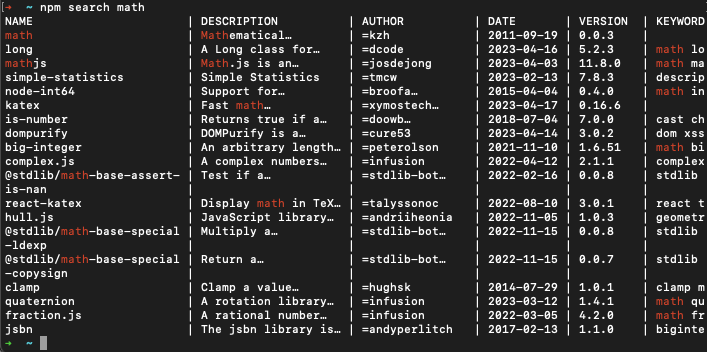 [→ ~ npm search math
NAME | DESCRIPTION | AUTHOR | DATE | VERSION | KEYWORD
math | Mathematical… | =kzh | 2011-09-19 | 0.0.3 |
long | A Long class for… | =dcode | 2023-04-16 | 5.2.3 | math lo
mathjs | Math.js is an… | =josdejong | 2023-04-03 | 11.8.0 | math ma
simple-statistics | Simple Statistics | =tmcw | 2023-02-13 | 7.8.3 | descrip
node-int64 | Support for… | =broofa… | 2015-04-04 | 0.4.0 | math in
katex | Fast math… | =xymostech… | 2023-04-17 | 0.16.6 |
is-number | Returns true if a… | =doowb… | 2018-07-04 | 7.0.0 | cast ch
dompurify | DOMPurify is a… | =cure53 | 2023-04-14 | 3.0.2 | dom xss
big-integer | An arbitrary length… | =peterolson | 2021-11-10 | 1.6.51 | math bi
complex.js | A complex numbers… | =infusion | 2022-04-12 | 2.1.1 | complex
@stdlib/math-base-assert- | Test if a… | =stdlib-bot… | 2022-02-16 | 0.0.8 | stdlib
is-nan | | | | |
react-katex | Display math in TeX… | =talyssonoc | 2022-08-10 | 3.0.1 | react t
hull.js | JavaScript library… | =andriiheonia | 2022-11-05 | 1.0.3 | geometr
@stdlib/math-base-special | Multiply a… | =stdlib-bot… | 2022-11-15 | 0.0.8 | stdlib
-ldexp | | | | |
@stdlib/math-base-special | Return a… | =stdlib-bot… | 2022-11-15 | 0.0.7 | stdlib
-copysign | | | | |
clamp | Clamp a value… | =hughsk | 2014-07-29 | 1.0.1 | clamp m
quaternion | A rotation library… | =infusion | 2023-03-12 | 1.4.1 | math qu
fraction.js | A rational number… | =infusion | 2022-03-05 | 4.2.0 | math fr
jsbn | The jsbn library is… | =andyperlitch | 2017-02-13 | 1.1.0 | biginte
→ ~